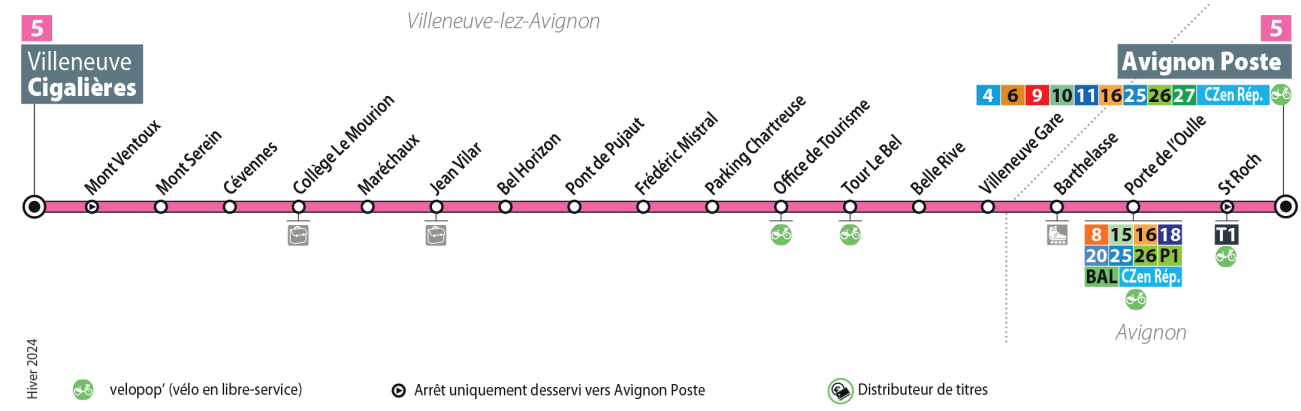 Villeneuve-lez-Avignon
5
Villeneuve
Cigalières
5
Avignon Poste
4 6 9 10 11 16 25 26 27 CZen Rép.
Mont Ventoux
Mont Serein
Cévennes
Collège Le Mourion
Maréchaux
Jean Vilar
Bel Horizon
Pont de Pujaut
Frédéric Mistral
Parking Chartreuse
Office de Tourisme
Tour Le Bel
Belle Rive
Villeneuve Gare
Barthelasse
Porte de l'Oulle
St Roch
8 15 16 18
20 25 26 P1
BAL CZen Rép.
T1
Avignon
Hiver 2024
velopop' (vélo en libre-service)
Arrêt uniquement desservi vers Avignon Poste
Distributeur de titres